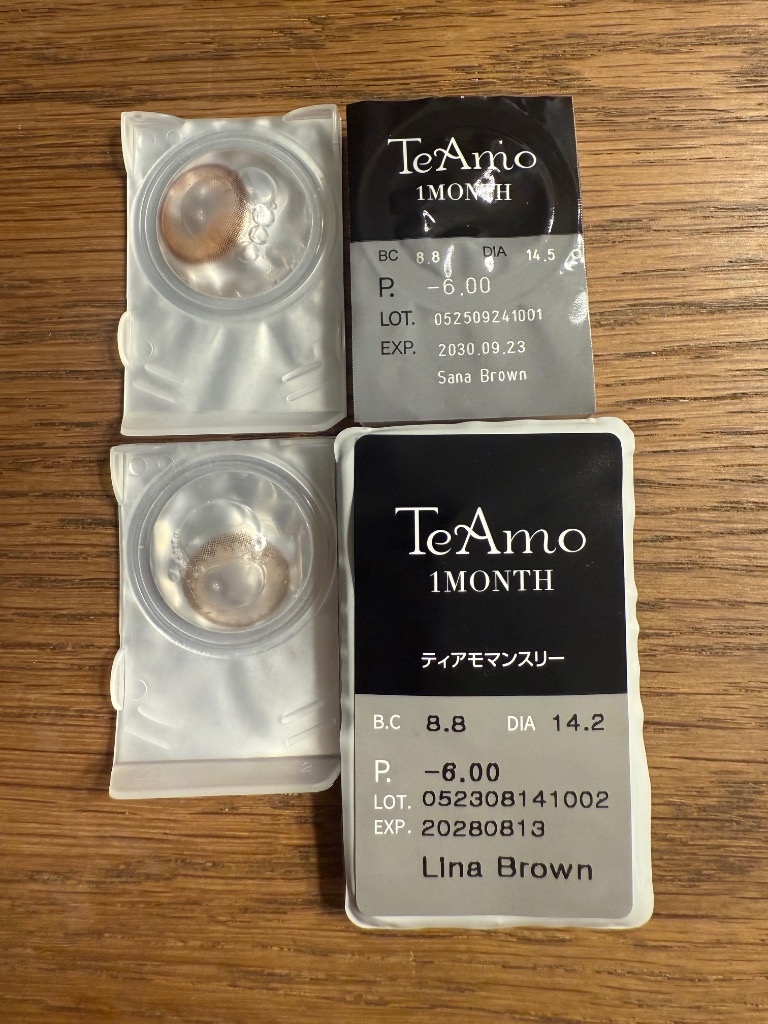 TeAmo
1MONTH
BC 8.8 DIA 14.5
P. -6.00
LOT. 052509241001
EXP. 2030.09.23
Sana Brown
TeAmo
1MONTH
ティアモマンスリー
B.C 8.8 DIA 14.2
P. -6.00
LOT. 052308141002
EXP. 20280813
Lina Brown